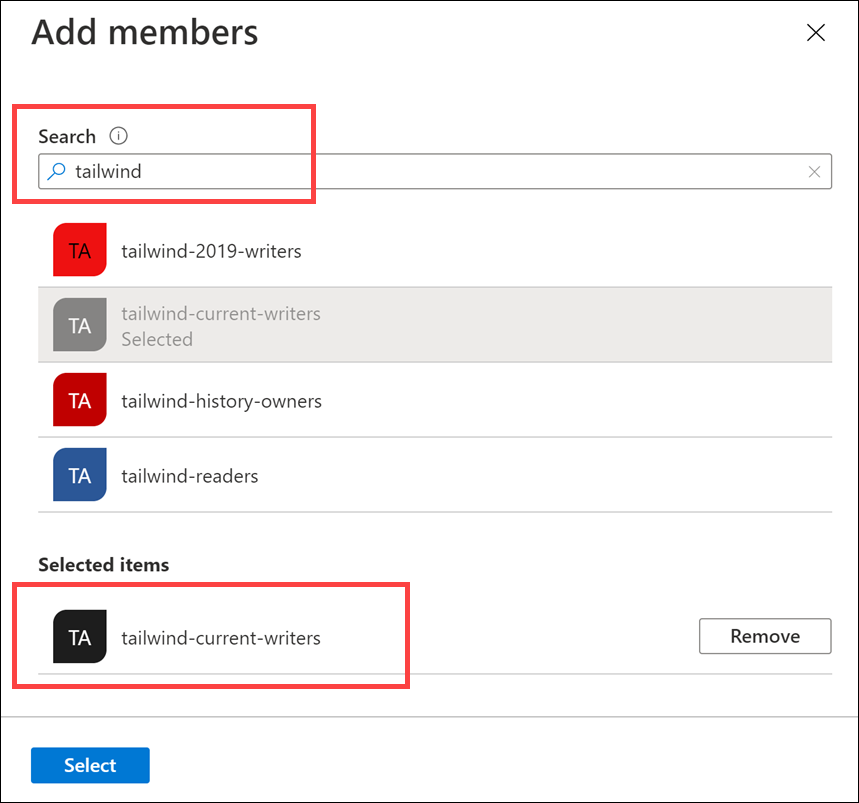 Add members
Search
tailwind
TA tailwind-2019-writers
TA tailwind-current-writers
Selected
TA tailwind-history-owners
TA tailwind-readers
Selected items
TA tailwind-current-writers Remove
Select